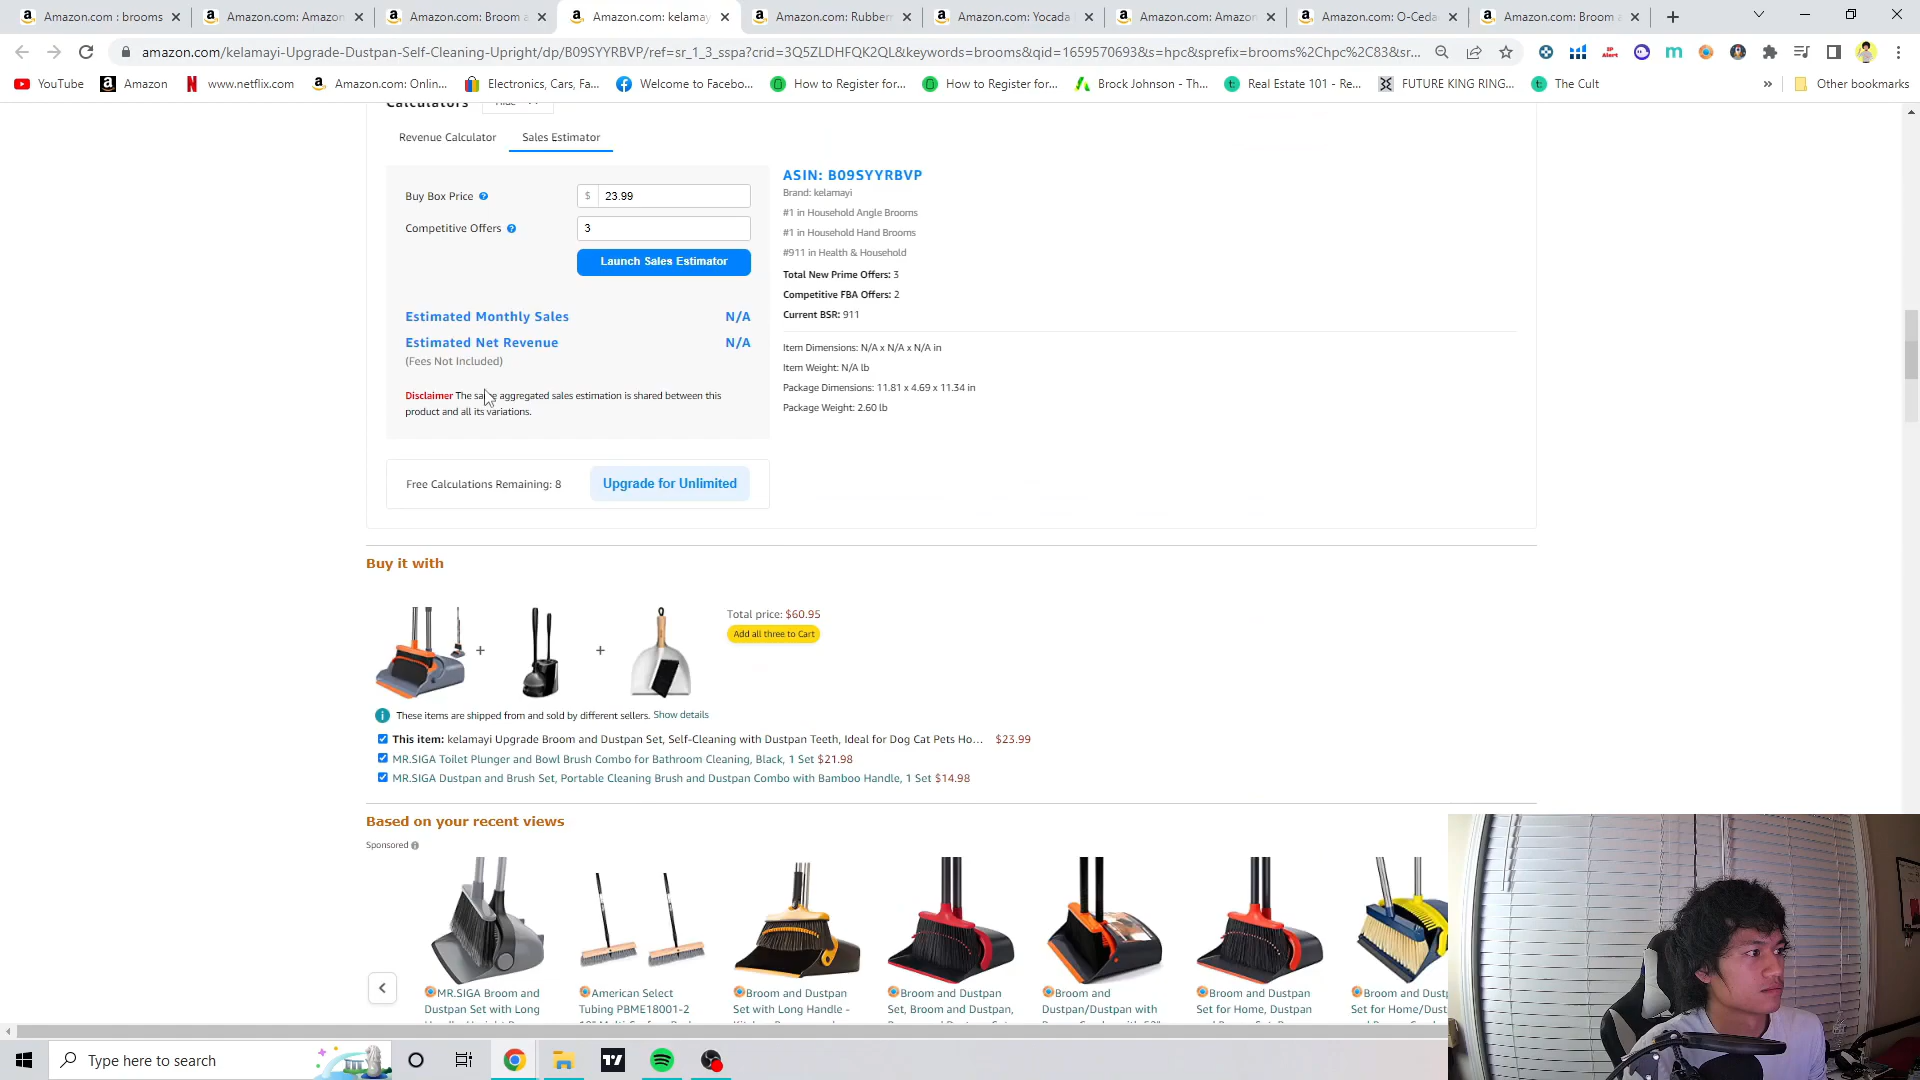 Amazon.com : brooms
Amazon.com: Amazon
Amazon.com: Broom a
Amazon.com: kelamay
Amazon.com: Rubberm
Amazon.com: Yocada
Amazon.com: Amazon
Amazon.com: O-Ceda
Amazon.com: Broom a
amazon.com/kelamayi-Upgrade-Dustpan-Self-Cleaning-Upright/dp/B09SYYRBVP/ref=sr_1_3_sspa?crid=3Q5ZLDHFQK2QL&keywords=brooms&qid=1659570693&s=hpc&sprefix=brooms%2Chpc%2C83&sr...
YouTube
Amazon
www.netflix.com
Amazon.com: Onlin...
Electronics, Cars, Fa...
Welcome to Facebo...
How to Register for...
How to Register for...
Brock Johnson - Th...
Real Estate 101 - Re...
FUTURE KING RING...
The Cult
Other bookmarks
Calculators
Hide
Revenue Calculator
Sales Estimator
Buy Box Price
$ 23.99
Competitive Offers
3
Launch Sales Estimator
Estimated Monthly Sales N/A
Estimated Net Revenue N/A
(Fees Not Included)
Disclaimer The same aggregated sales estimation is shared between this
product and all its variations.
Free Calculations Remaining: 8
Upgrade for Unlimited
ASIN: B09SYYRBVP
Brand: kelamayi
#1 in Household Angle Brooms
#1 in Household Hand Brooms
#911 in Health & Household
Total New Prime Offers: 3
Competitive FBA Offers: 2
Current BSR: 911
Item Dimensions: N/A x N/A x N/A in
Item Weight: N/A lb
Package Dimensions: 11.81 x 4.69 x 11.34 in
Package Weight: 2.60 lb
Buy it with
+
+
Total price: $60.95
Add all three to Cart
These items are shipped from and sold by different sellers. Show details
This item: kelamayi Upgrade Broom and Dustpan Set, Self-Cleaning with Dustpan Teeth, Ideal for Dog Cat Pets Ho... $23.99
MR.SIGA Toilet Plunger and Bowl Brush Combo for Bathroom Cleaning, Black, 1 Set $21.98
MR.SIGA Dustpan and Brush Set, Portable Cleaning Brush and Dustpan Combo with Bamboo Handle, 1 Set $14.98
Based on your recent views
Sponsored
MR.SIGA Broom and
Dustpan Set with Long
American Select
Tubing PBME18001-2
Broom and Dustpan
Set with Long Handle -
Broom and Dustpan
Set, Broom and Dustpan,
Broom and
Dustpan/Dustpan with
Broom and Dustpan
Set for Home, Dustpan
Broom and Dust
Set for Home/Dust
Type here to search